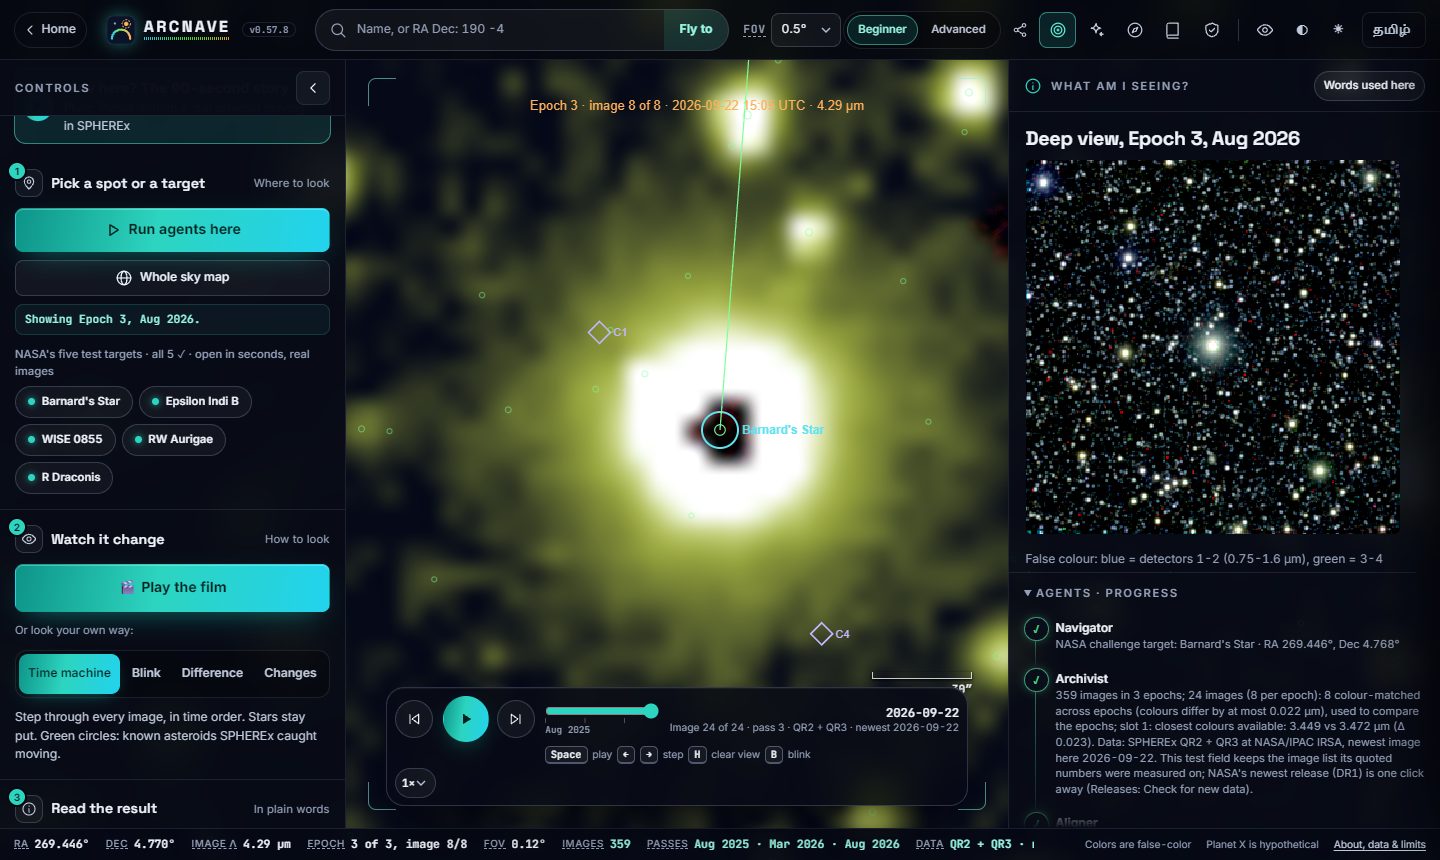 Home
ARCNAVE
v0.57.8
Name, or RA Dec: 190 -4
Fly to
FOV
0.5°
Beginner
Advanced
தமிழ்
CONTROLS
in SPHEREx
1
Pick a spot or a target
Where to look
Run agents here
Whole sky map
Showing Epoch 3, Aug 2026.
NASA's five test targets · all 5 ✓ · open in seconds, real
images
Barnard's Star
Epsilon Indi B
WISE 0855
RW Aurigae
R Draconis
2
Watch it change
How to look
Play the film
Or look your own way:
Time machine
Blink
Difference
Changes
Step through every image, in time order. Stars stay
put. Green circles: known asteroids SPHEREx caught
moving.
3
Read the result
In plain words
Epoch 3 · image 8 of 8 · 2026-09-22 15:05 UTC · 4.29 µm
C1
Barnard's Star
C4
Aug 2025
2026-09-22
Image 24 of 24 · pass 3 · QR2 + QR3 · newest 2026-09-22
Space play ← → step H clear view B blink
1×
WHAT AM I SEEING?
Words used here
Deep view, Epoch 3, Aug 2026
False colour: blue = detectors 1-2 (0.75-1.6 µm), green = 3-4
AGENTS · PROGRESS
Navigator
NASA challenge target: Barnard's Star · RA 269.446°, Dec 4.768°
Archivist
359 images in 3 epochs; 24 images (8 per epoch): 8 colour-matched
across epochs (colours differ by at most 0.022 µm), used to compare
the epochs; slot 1: closest colours available: 3.449 vs 3.472 µm (Δ
0.023). Data: SPHEREx QR2 + QR3 at NASA/IPAC IRSA, newest image
here 2026-09-22. This test field keeps the image list its quoted
numbers were measured on; NASA's newest release (DR1) is one click
away (Releases: Check for new data).
Aligner
RA 269.446°
DEC 4.770°
IMAGE Λ 4.29 µm
EPOCH 3 of 3, image 8/8
FOV 0.12°
IMAGES 359
PASSES Aug 2025 · Mar 2026 · Aug 2026
DATA QR2 + QR3 ·
Colors are false-color
Planet X is hypothetical
About, data & limits